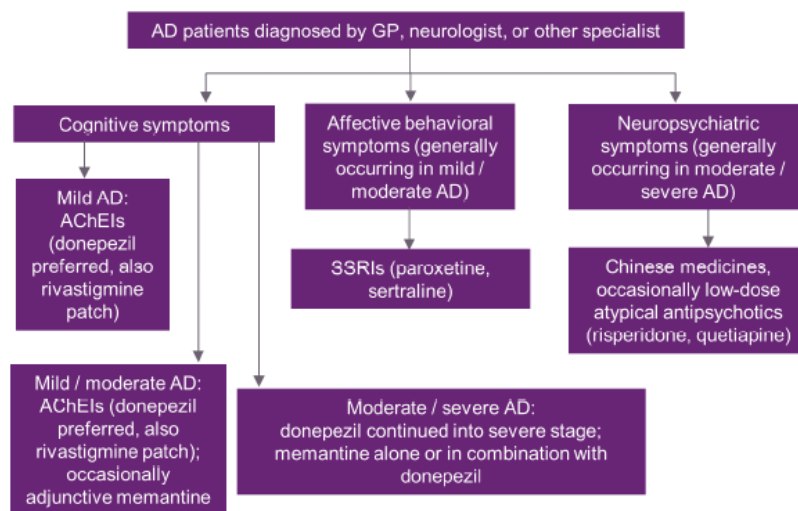 AD patients diagnosed by GP, neurologist, or other specialist
Cognitive symptoms
Affective behavioral
symptoms (generally
occurring in mild /
moderate AD)
Neuropsychiatric
symptoms (generally
occurring in moderate /
severe AD)
Mild AD:
AChEIs
(donepezil
preferred, also
rivastigmine
patch)
SSRIs (paroxetine,
sertraline)
Chinese medicines,
occasionally low-dose
atypical antipsychotics
(risperidone, quetiapine)
Mild / moderate AD:
AChEIs (donepezil
preferred, also
rivastigmine patch);
occasionally
adjunctive memantine
Moderate / severe AD:
donepezil continued into severe stage;
memantine alone or in combination with
donepezil